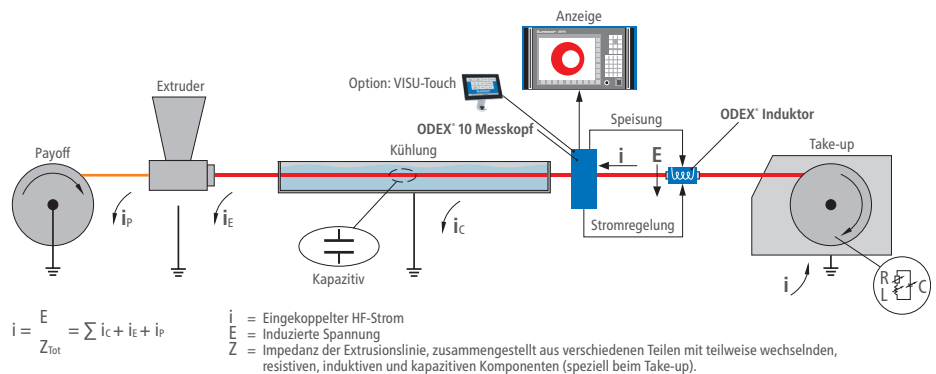 Anzeige
Extruder
Option: VISU-Touch
ODEX® 10 Messkopf
Speisung
ODEX® Induktor
Payoff
Kühlung
i
E
Take-up
iP
iE
iC
Stromregelung
Kapazitiv
i
R
L
C
i = E / ZTot = ∑ iC + iE + iP
i = Eingekoppelter HF-Strom
E = Induzierte Spannung
Z = Impedanz der Extrusionslinie, zusammengestellt aus verschiedenen Teilen mit teilweise wechselnden,
resistiven, induktiven und kapazitiven Komponenten (speziell beim Take-up).